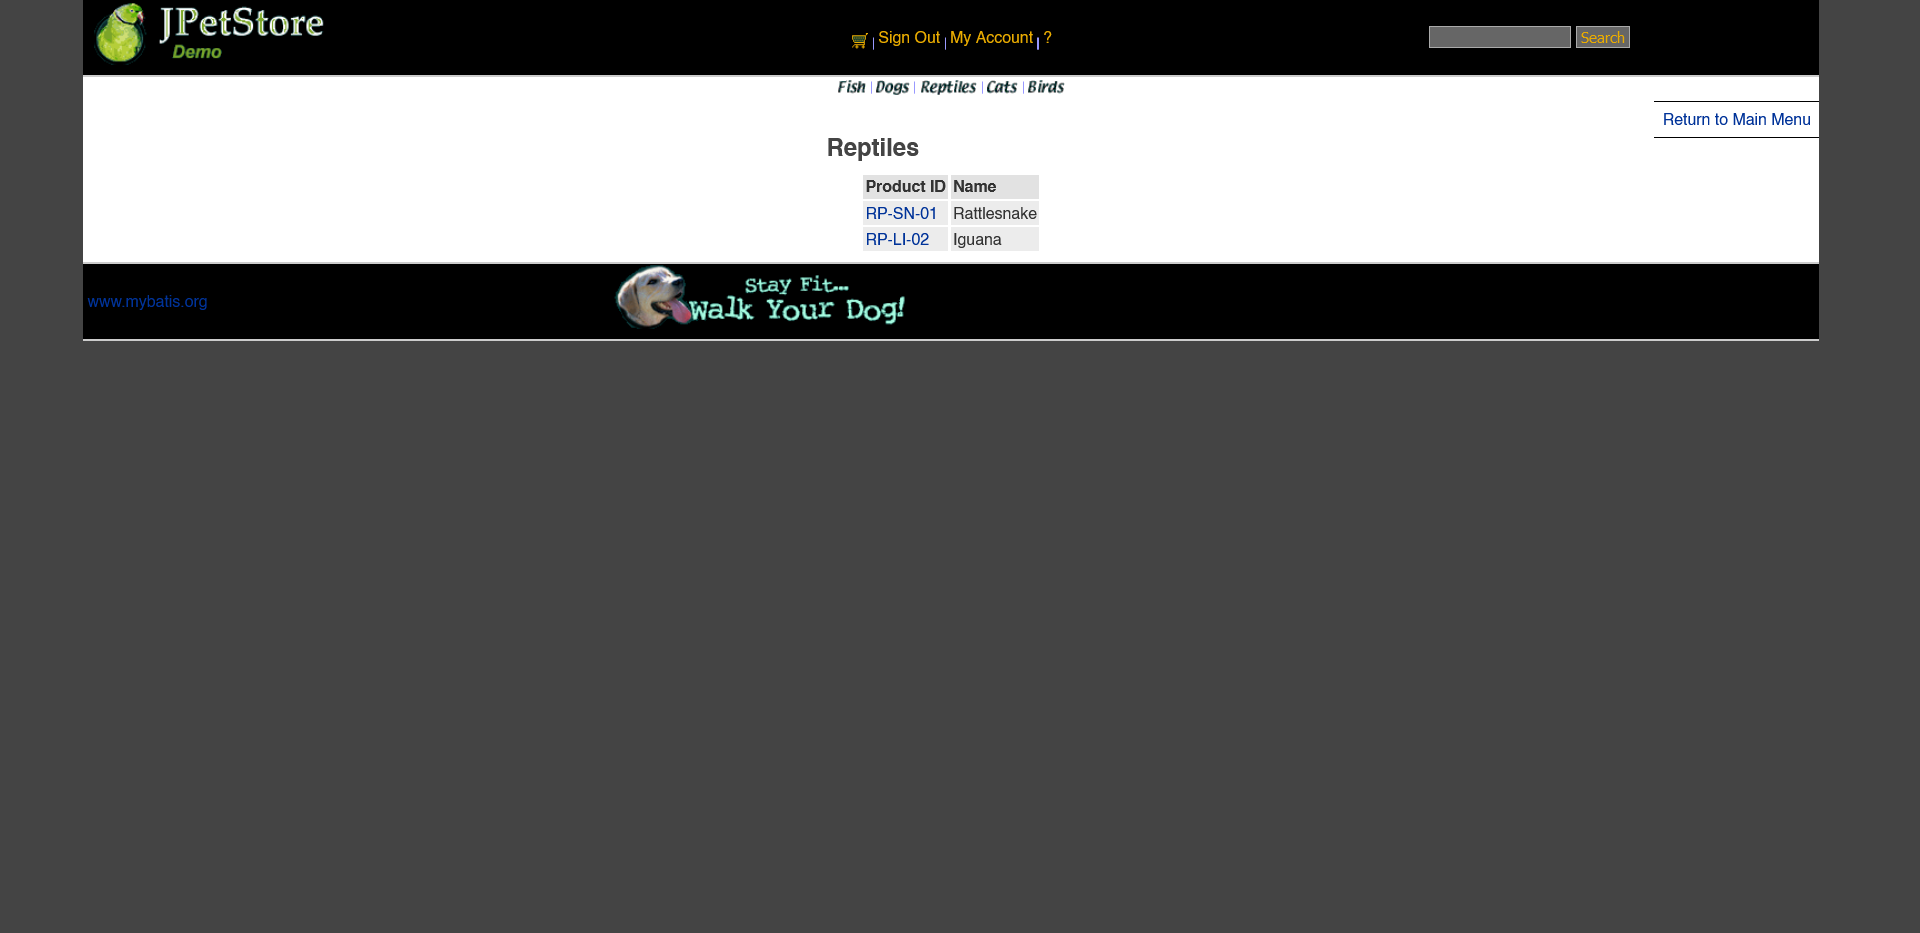 JPetStore
Demo
Sign Out My Account ?
Search
Fish Dogs Reptiles Cats Birds
Return to Main Menu
Reptiles
Product ID Name
RP-SN-01 Rattlesnake
RP-LI-02 Iguana
www.mybatis.org
Stay Fit...
Walk Your Dog!